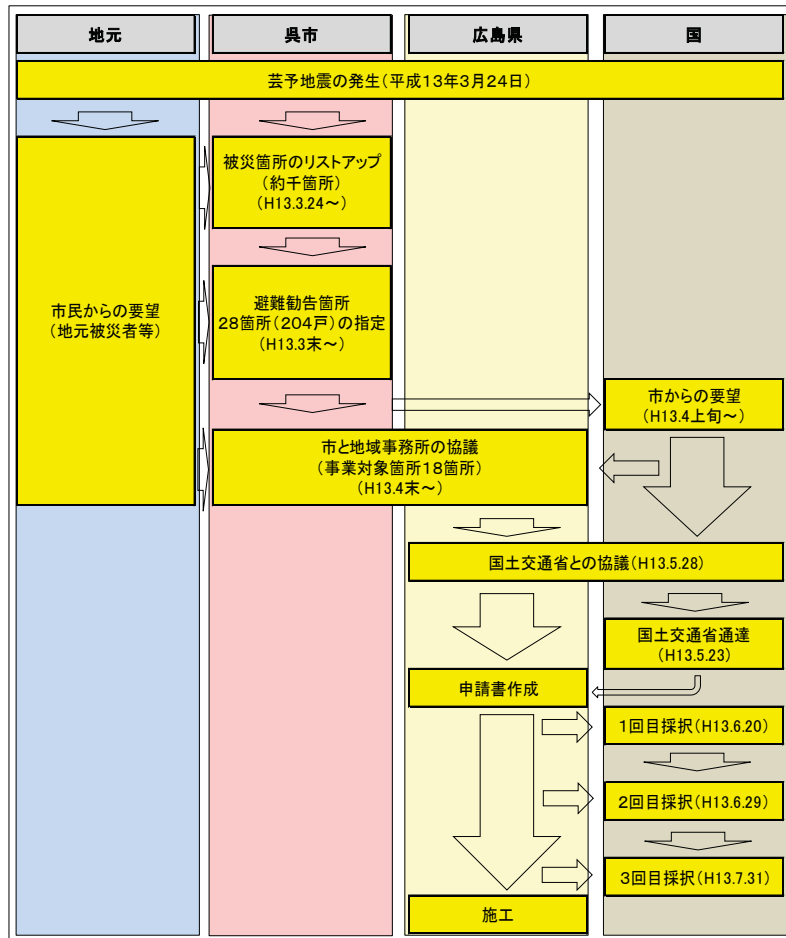 地元
呉市
広島県
国
芸予地震の発生(平成13年3月24日)
被災箇所のリストアップ
(約千箇所)
(H13.3.24～)
市民からの要望
(地元被災者等)
避難勧告箇所
28箇所(204戸)の指定
(H13.3末～)
市からの要望
(H13.4上旬～)
市と地域事務所の協議
(事業対象箇所18箇所)
(H13.4末～)
国土交通省との協議(H13.5.28)
国土交通省通達
(H13.5.23)
申請書作成
1回目採択(H13.6.20)
2回目採択(H13.6.29)
3回目採択(H13.7.31)
施工